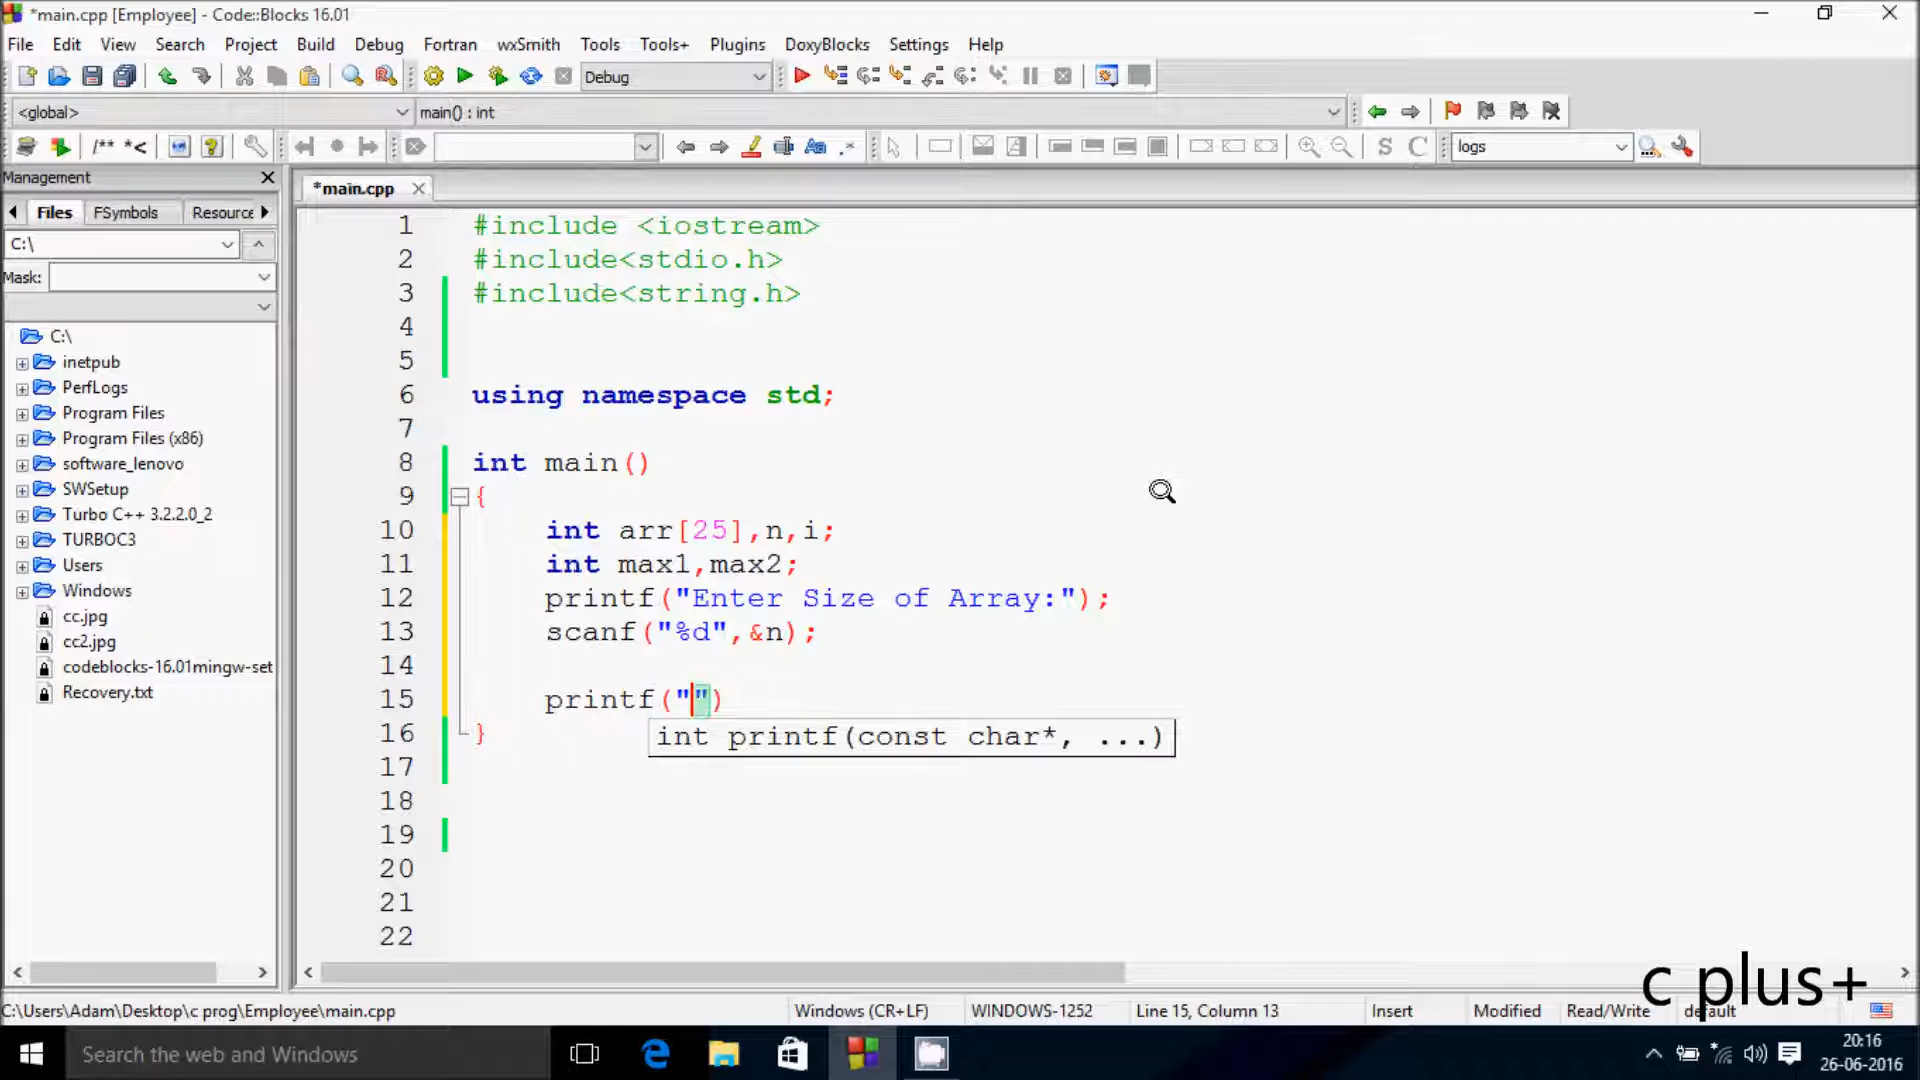 *main.cpp [Employee] - Code::Blocks 16.01
File Edit View Search Project Build Debug Fortran wxSmith Tools Tools+ Plugins DoxyBlocks Settings Help
Debug
<global> main() : int
/** *< logs
S C
Management
Files FSymbols Resource
*main.cpp
C:\
Mask:
C:\
inetpub
PerfLogs
Program Files
Program Files (x86)
software_lenovo
SWSetup
Turbo C++ 3.2.2.0_2
TURBOC3
Users
Windows
cc.jpg
cc2.jpg
codeblocks-16.01mingw-set
Recovery.txt
1 #include <iostream>
2 #include<stdio.h>
3 #include<string.h>
4
5
6 using namespace std;
7
8 int main()
9 {
10 int arr[25],n,i;
11 int max1,max2;
12 printf("Enter Size of Array:");
13 scanf("%d",&n);
14
15 printf("")
int printf(const char*, ...)
16 }
17
18
19
20
21
22
c plus+
C:\Users\Adam\Desktop\c prog\Employee\main.cpp Windows (CR+LF) WINDOWS-1252 Line 15, Column 13 Insert Modified Read/Write default
Search the web and Windows
20:16
26-06-2016